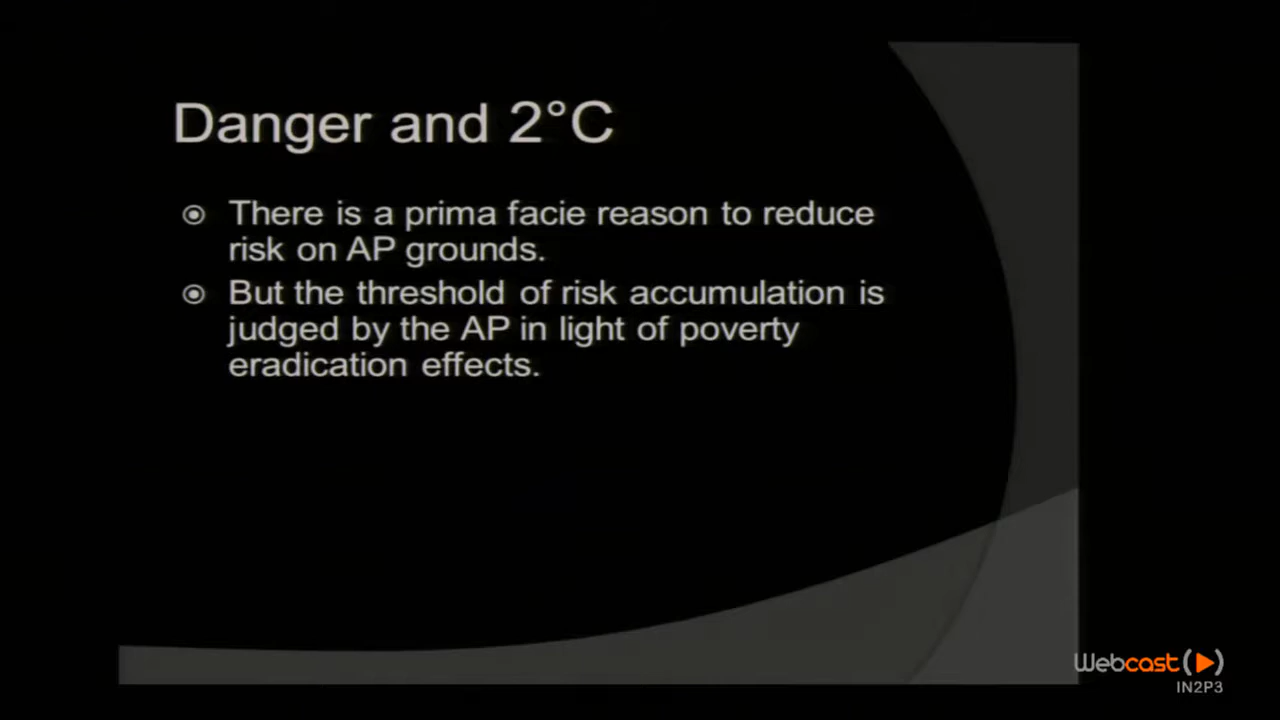 Danger and 2°C
There is a prima facie reason to reduce
risk on AP grounds.
But the threshold of risk accumulation is
judged by the AP in light of poverty
eradication effects.
Webcast
IN2P3